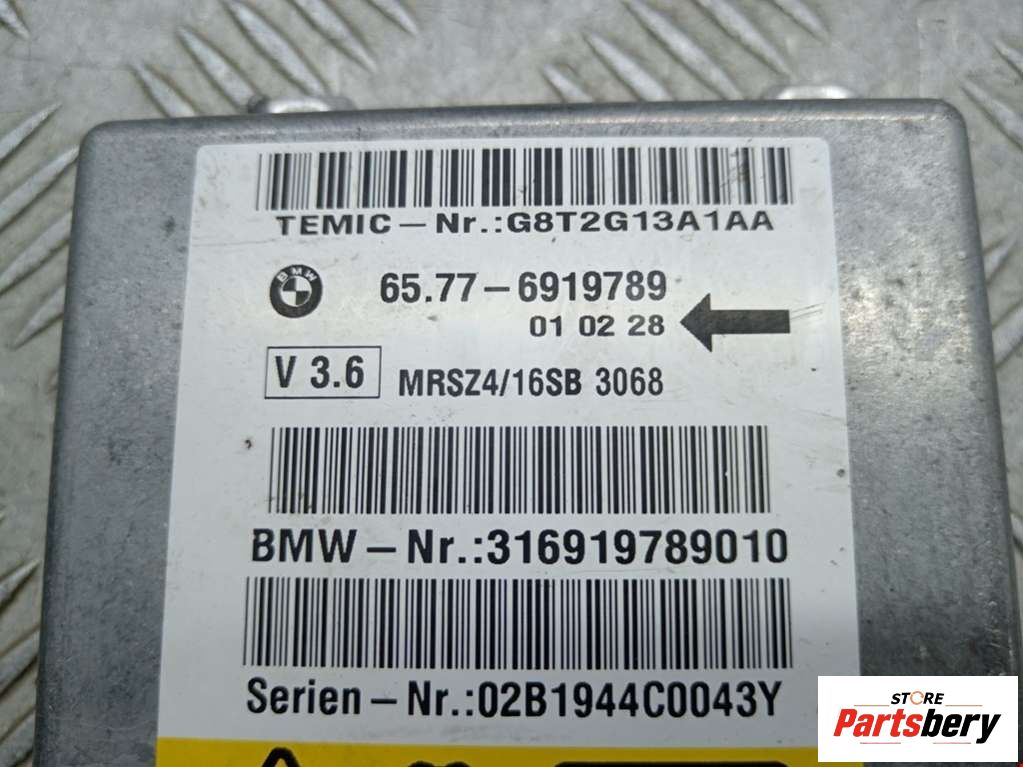 TEMIC – Nr.:G8T2G13A1AA
BMW
65.77 – 6919789
01 02 28
V 3.6
MRSZ4/16SB 3068
BMW – Nr.:316919789010
Serien – Nr.:02B1944C0043Y
STORE
Partsbery